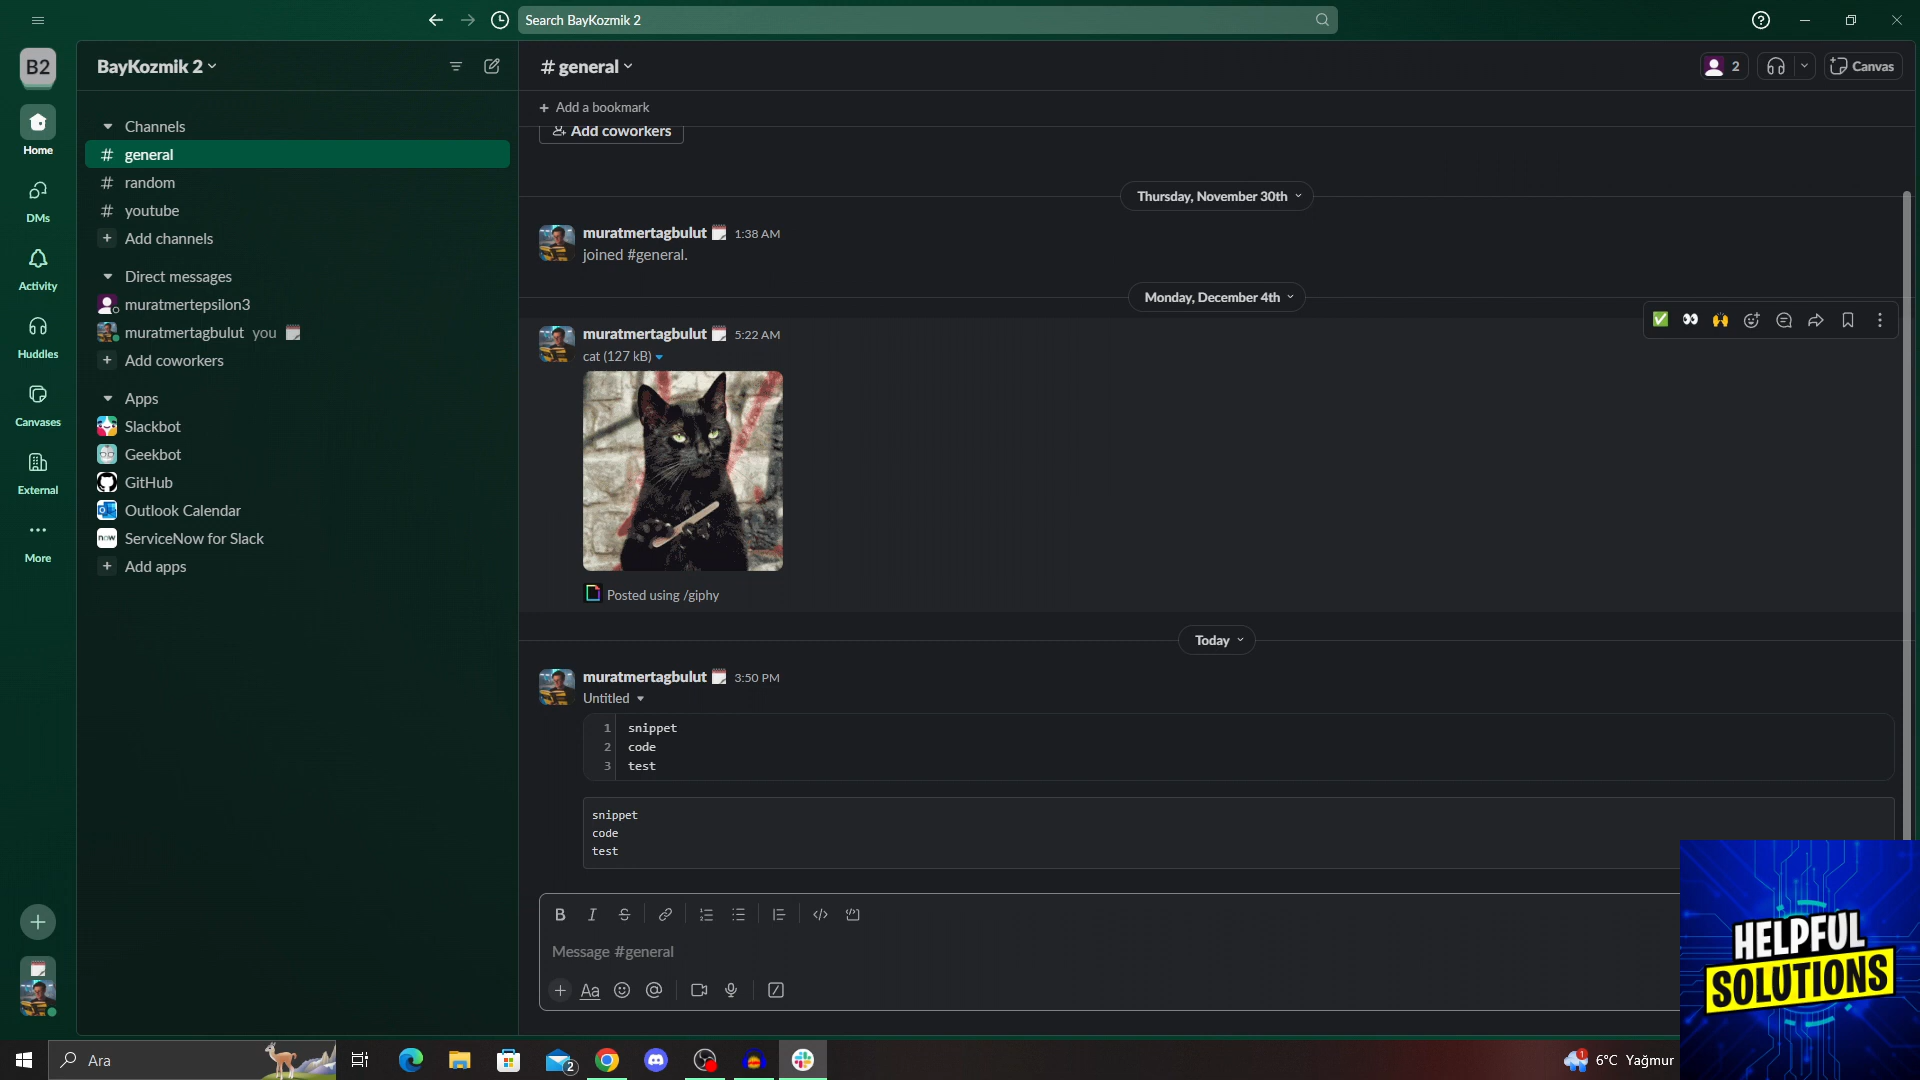 Search BayKozmik 2
B2
Home
DMs
Activity
Huddles
Canvases
External
More
BayKozmik 2
Channels
# general
# random
# youtube
+ Add channels
Direct messages
muratmertepsilon3
muratmertagbulut you
+ Add coworkers
Apps
Slackbot
Geekbot
GitHub
Outlook Calendar
now ServiceNow for Slack
+ Add apps
# general
2
Canvas
+ Add a bookmark
Add coworkers
Thursday, November 30th
muratmertagbulut 1:38 AM
joined #general.
Monday, December 4th
muratmertagbulut 5:22 AM
cat (127 kB)
Posted using /giphy
Today
muratmertagbulut 3:50 PM
Untitled
1 snippet
2 code
3 test
snippet
code
test
B I S
Message #general
+ Aa @
HELPFUL
SOLUTIONS
Ara
2
1 6°C Yağmur